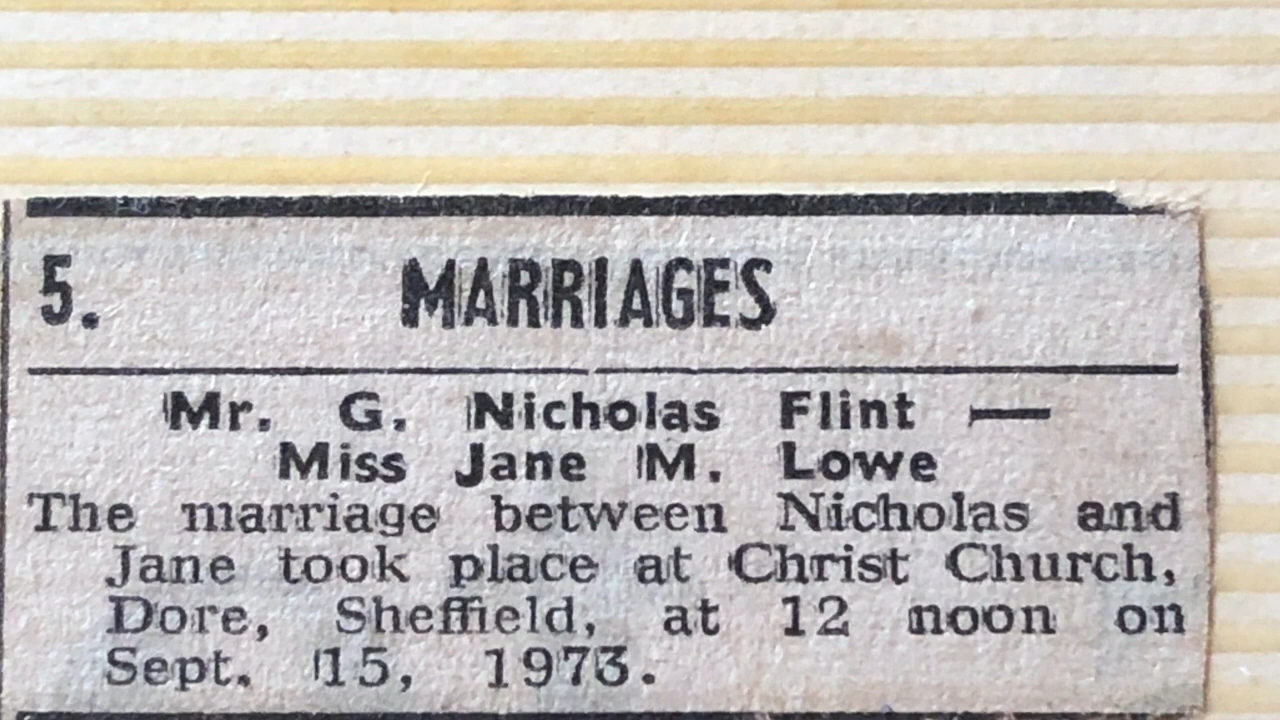 5. MARRIAGES
Mr. G. Nicholas Flint —
Miss Jane M. Lowe
The marriage between Nicholas and
Jane took place at Christ Church,
Dore, Sheffield, at 12 noon on
Sept. 15, 1973.